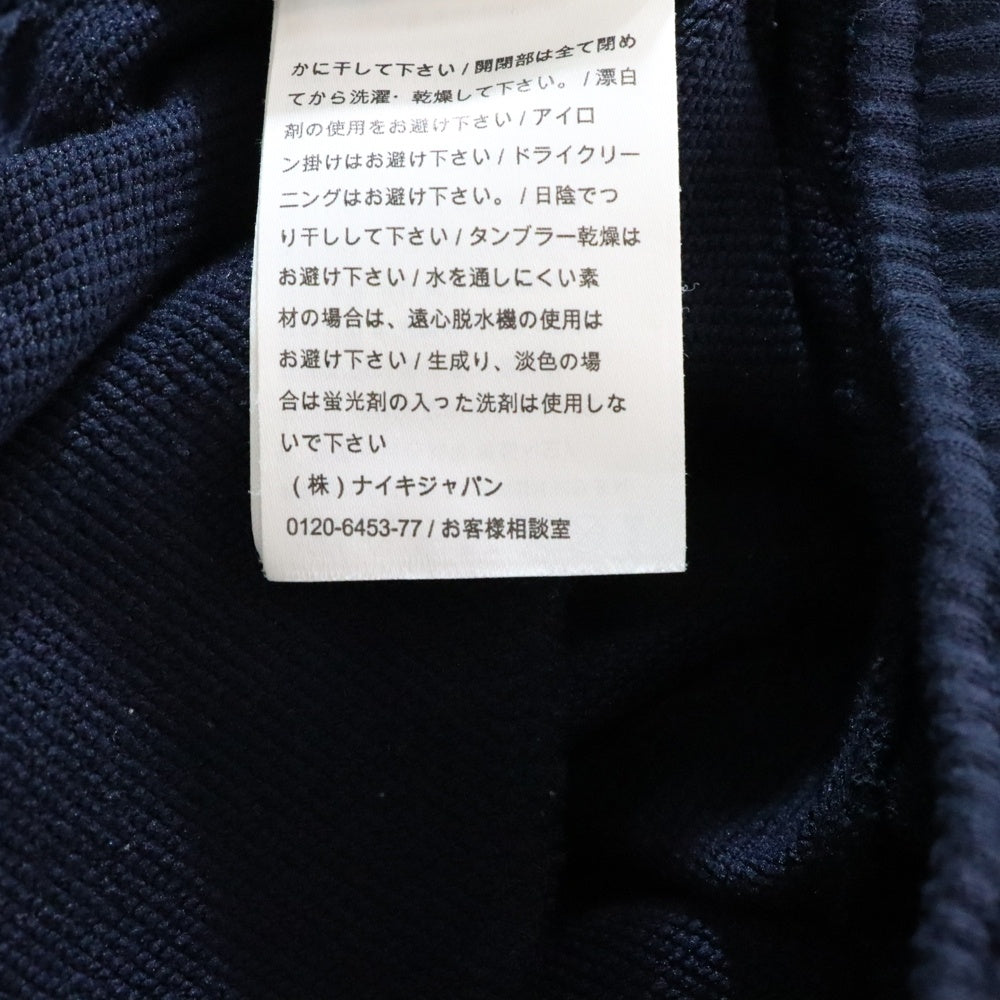 かに干して下さい / 開閉部は全て閉め
てから洗濯・乾燥して下さい。 / 漂白
剤の使用をお避け下さい / アイロ
ン掛けはお避け下さい / ドライクリー
ニングはお避け下さい。 / 日陰でつ
り干しして下さい / タンブラー乾燥は
お避け下さい / 水を通しにくい素
材の場合は、遠心脱水機の使用は
お避け下さい / 生成り、淡色の場
合は蛍光剤の入った洗剤は使用しな
いで下さい
(株)ナイキジャパン
0120-6453-77 / お客様相談室